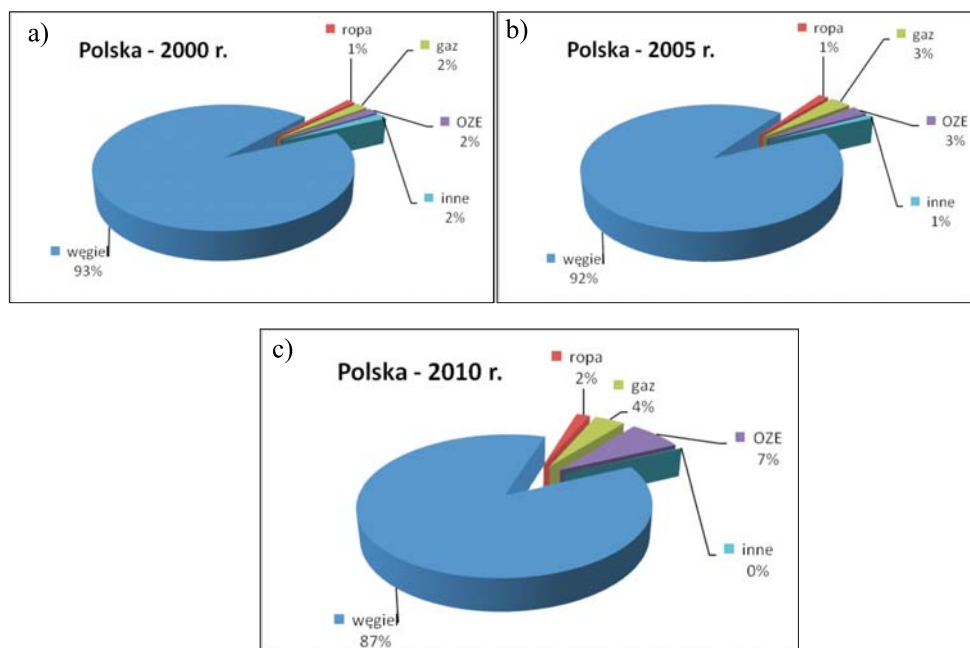 a)
Polska - 2000 r.
ropa
1%
gaz
2%
OZE
2%
inne
2%
węgiel
93%
b)
Polska - 2005 r.
ropa
1%
gaz
3%
OZE
3%
inne
1%
węgiel
92%
c)
Polska - 2010 r.
ropa
2%
gaz
4%
OZE
7%
inne
0%
węgiel
87%